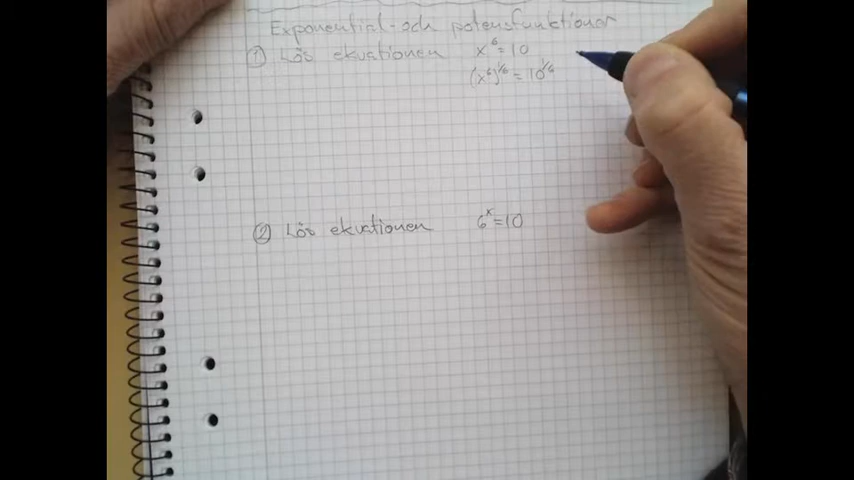 Exponential- och potensfunktioner
① Lös ekvationen x⁶ = 10
(x⁶)^1/6 = 10^1/6
② Lös ekvationen 6ˣ = 10